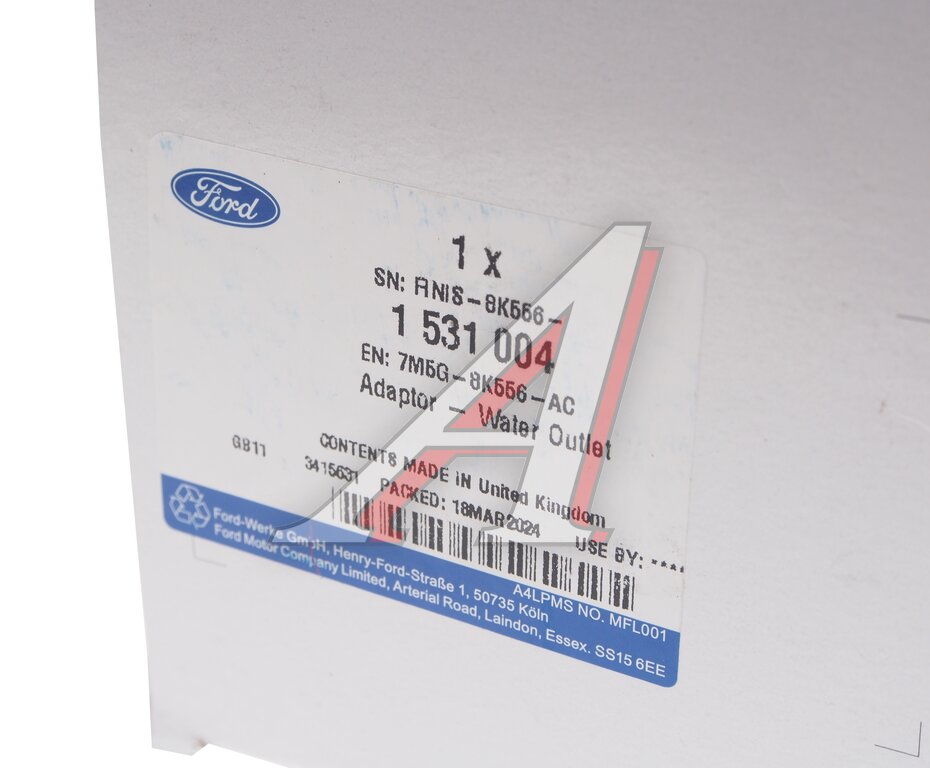 Ford
1 x
SN: FINIS-8K556-
1 531 004
EN: 7M5G-8K556-AC
Adaptor - Water Outlet
GB11
CONTENTS MADE IN United Kingdom
3415631
PACKED: 18MAR2024
USE BY: ****
A4LPMS NO. MFL001
Ford-Werke GmbH, Henry-Ford-Straße 1, 50735 Köln
Ford Motor Company Limited, Arterial Road, Laindon, Essex. SS15 6EE